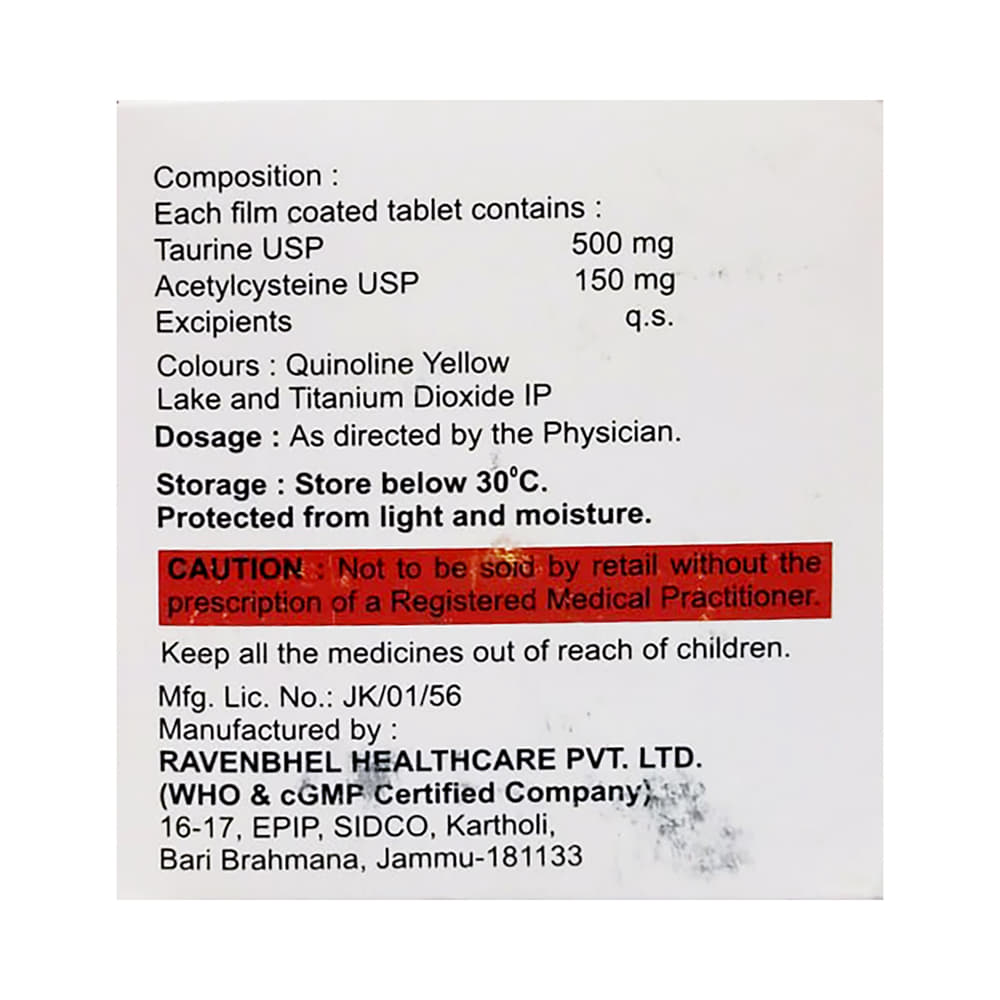 Composition :
Each film coated tablet contains :
Taurine USP 500 mg
Acetylcysteine USP 150 mg
Excipients q.s.
Colours : Quinoline Yellow
Lake and Titanium Dioxide IP
Dosage : As directed by the Physician.
Storage : Store below 30⁰C.
Protected from light and moisture.
CAUTION : Not to be sold by retail without the
prescription of a Registered Medical Practitioner.
Keep all the medicines out of reach of children.
Mfg. Lic. No.: JK/01/56
Manufactured by :
RAVENBHEL HEALTHCARE PVT. LTD.
(WHO & cGMP Certified Company)
16-17, EPIP, SIDCO, Kartholi,
Bari Brahmana, Jammu-181133